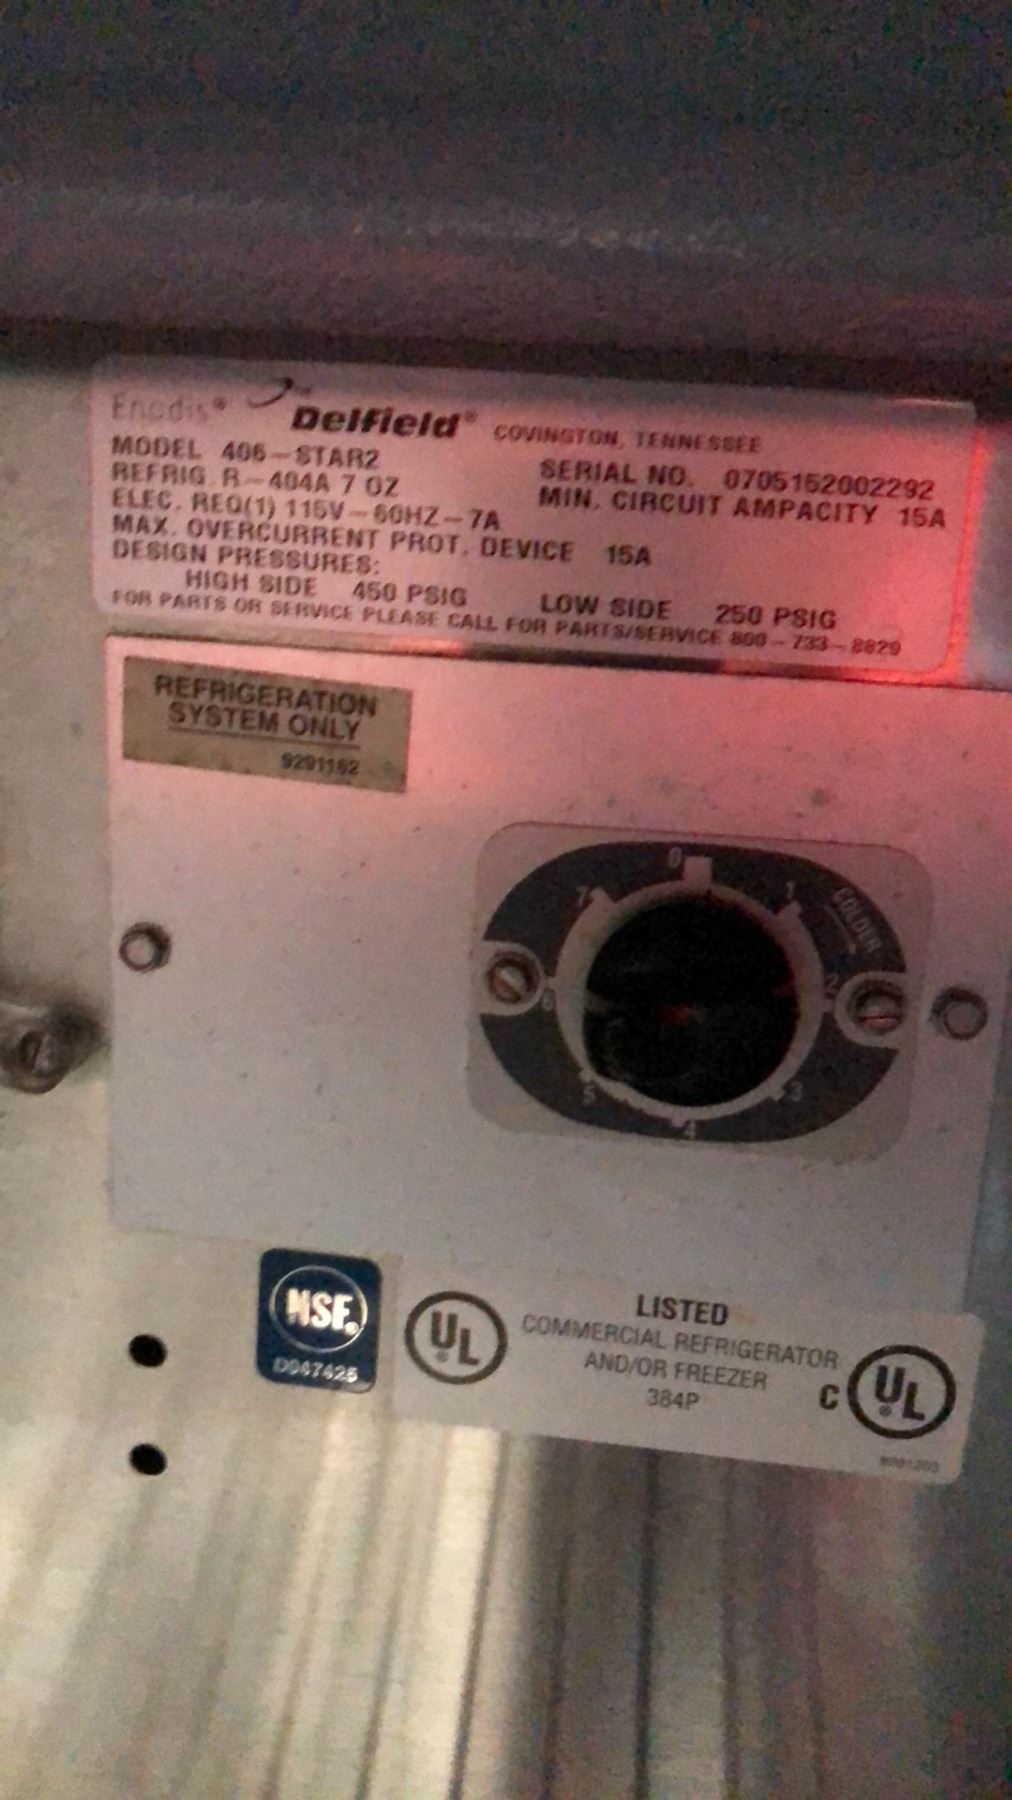 Enodis®
Delfield® COVINGTON, TENNESSEE
MODEL 406-STAR2
SERIAL NO. 0705152002292
REFRIG R-404A 7 OZ
MIN. CIRCUIT AMPACITY 15A
ELEC. REQ(1) 115V-60HZ-7A
MAX. OVERCURRENT PROT. DEVICE 15A
DESIGN PRESSURES:
HIGH SIDE 450 PSIG LOW SIDE 250 PSIG
FOR PARTS OR SERVICE PLEASE CALL FOR PARTS/SERVICE 800-733-8829
REFRIGERATION
SYSTEM ONLY
9291162
0
1
COLDER
2
3
4
5
6
7
NSF®
D047425
UL®
LISTED
COMMERCIAL REFRIGERATOR
AND/OR FREEZER
384P
C UL®